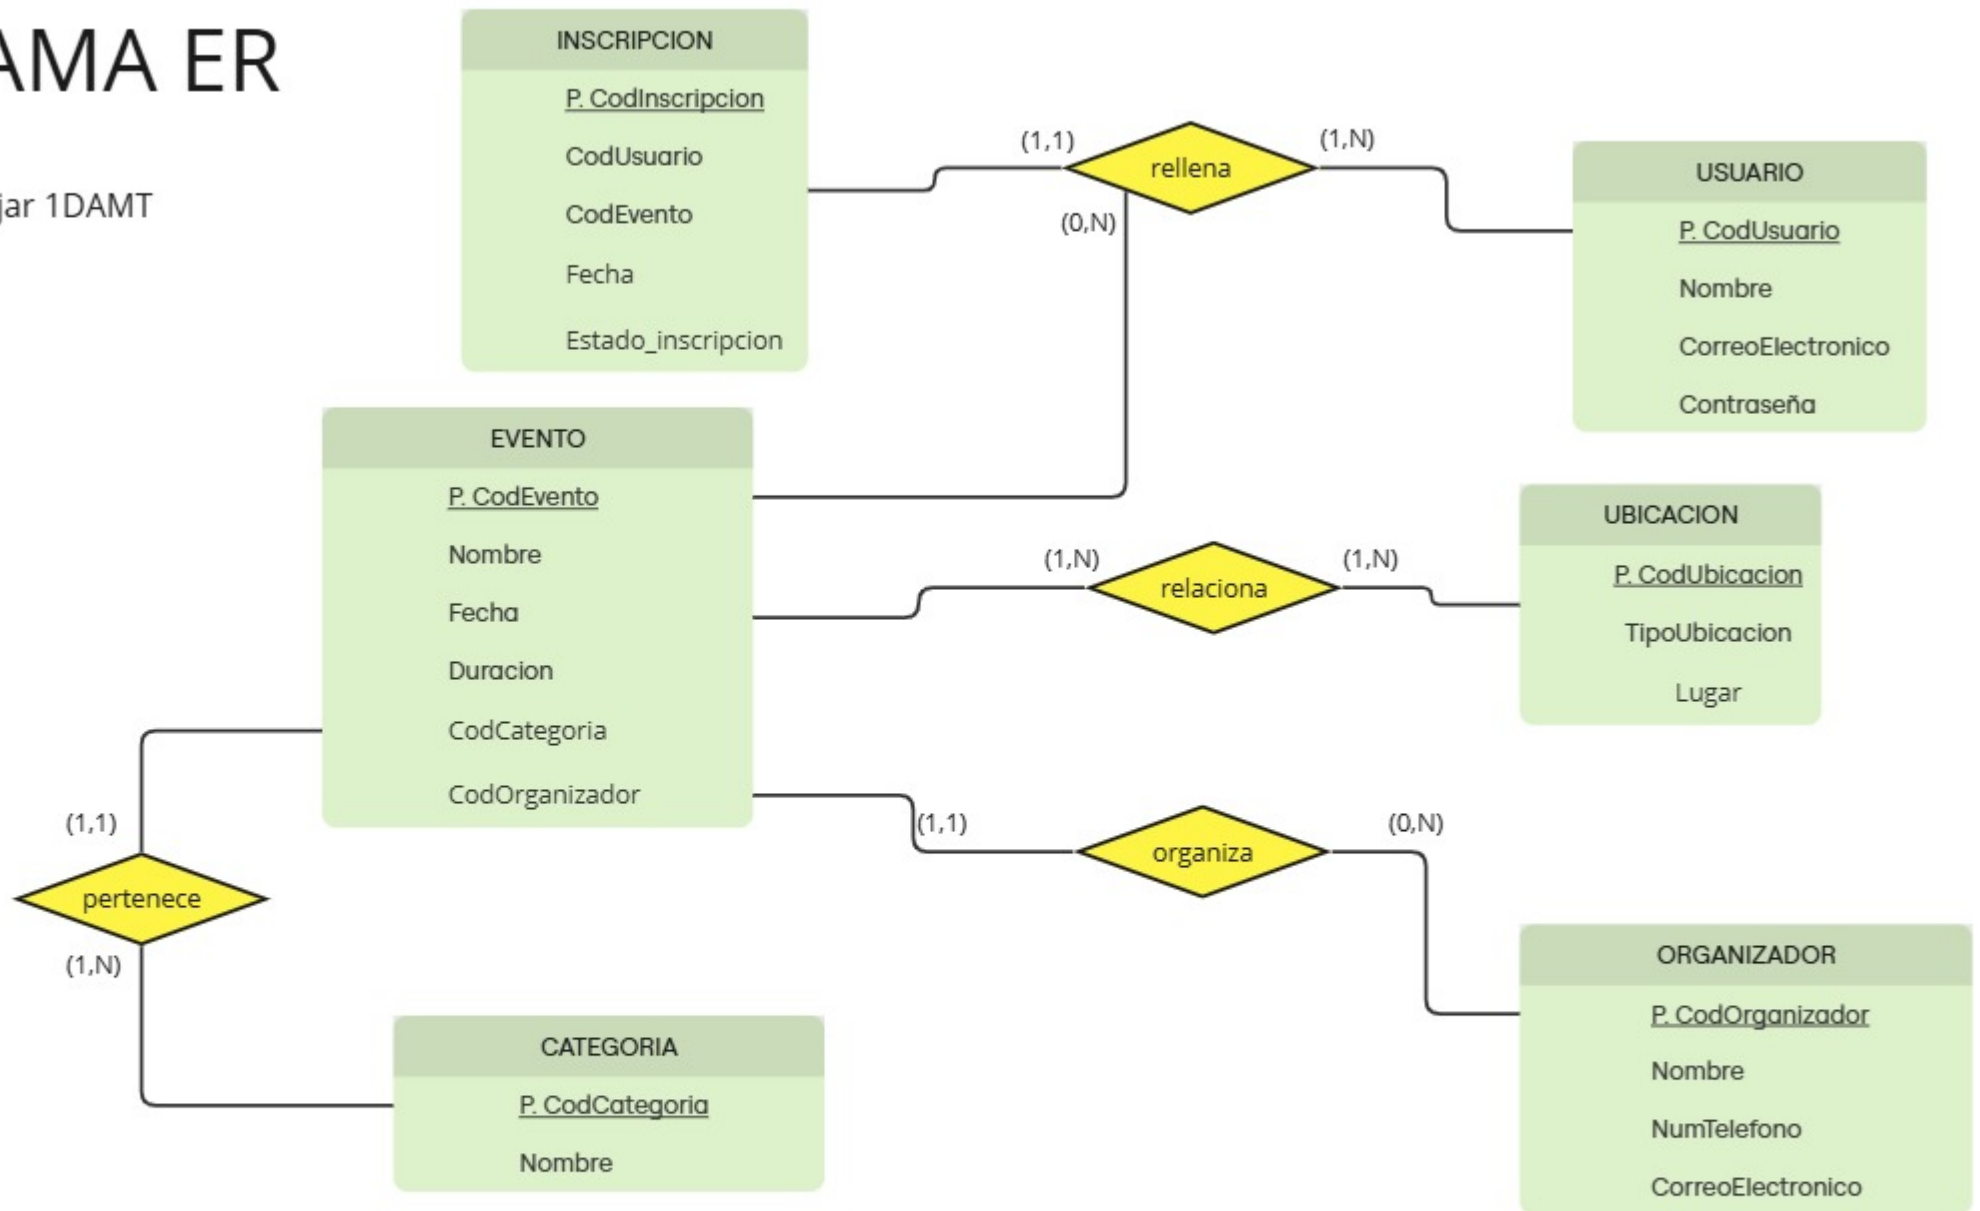 AMA ER
jar 1DAMT
INSCRIPCION
P. CodInscripcion
CodUsuario
CodEvento
Fecha
Estado_inscripcion
(1,1)
rellena
(1,N)
(0,N)
USUARIO
P. CodUsuario
Nombre
CorreoElectronico
Contraseña
EVENTO
P. CodEvento
Nombre
Fecha
Duracion
CodCategoria
CodOrganizador
(1,N)
relaciona
(1,N)
UBICACION
P. CodUbicacion
TipoUbicacion
Lugar
(1,1)
organiza
(0,N)
(1,1)
pertenece
(1,N)
ORGANIZADOR
P. CodOrganizador
Nombre
NumTelefono
CorreoElectronico
CATEGORIA
P. CodCategoria
Nombre